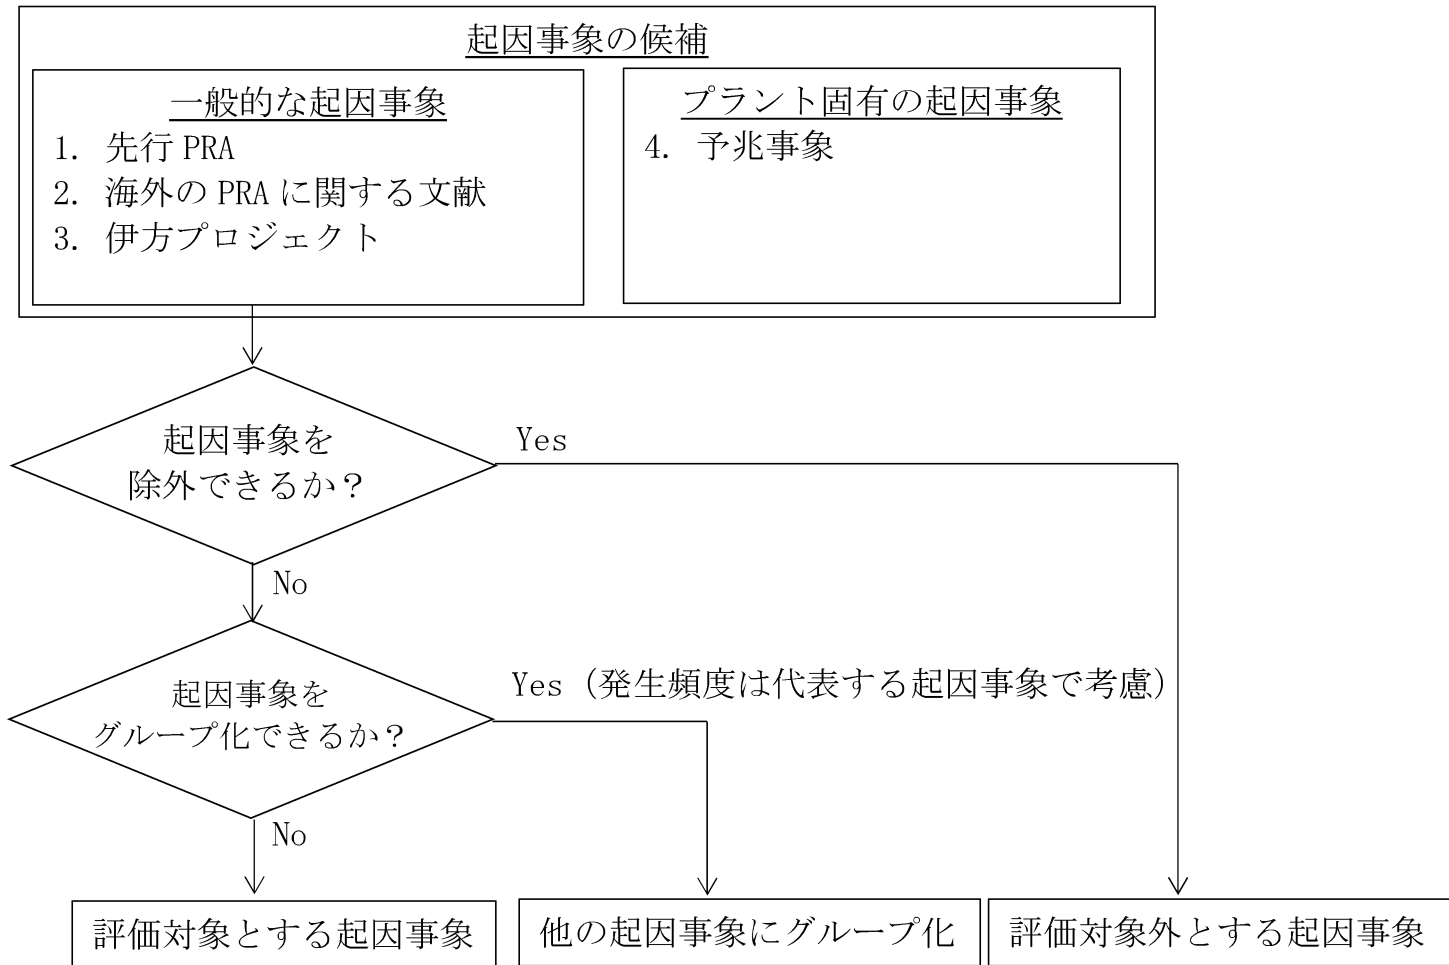 起因事象の候補
一般的な起因事象
1. 先行 PRA
2. 海外の PRA に関する文献
3. 伊方プロジェクト
プラント固有の起因事象
4. 予兆事象
起因事象を
除外できるか？
Yes
No
起因事象を
グループ化できるか？
Yes（発生頻度は代表する起因事象で考慮）
No
評価対象とする起因事象
他の起因事象にグループ化
評価対象外とする起因事象